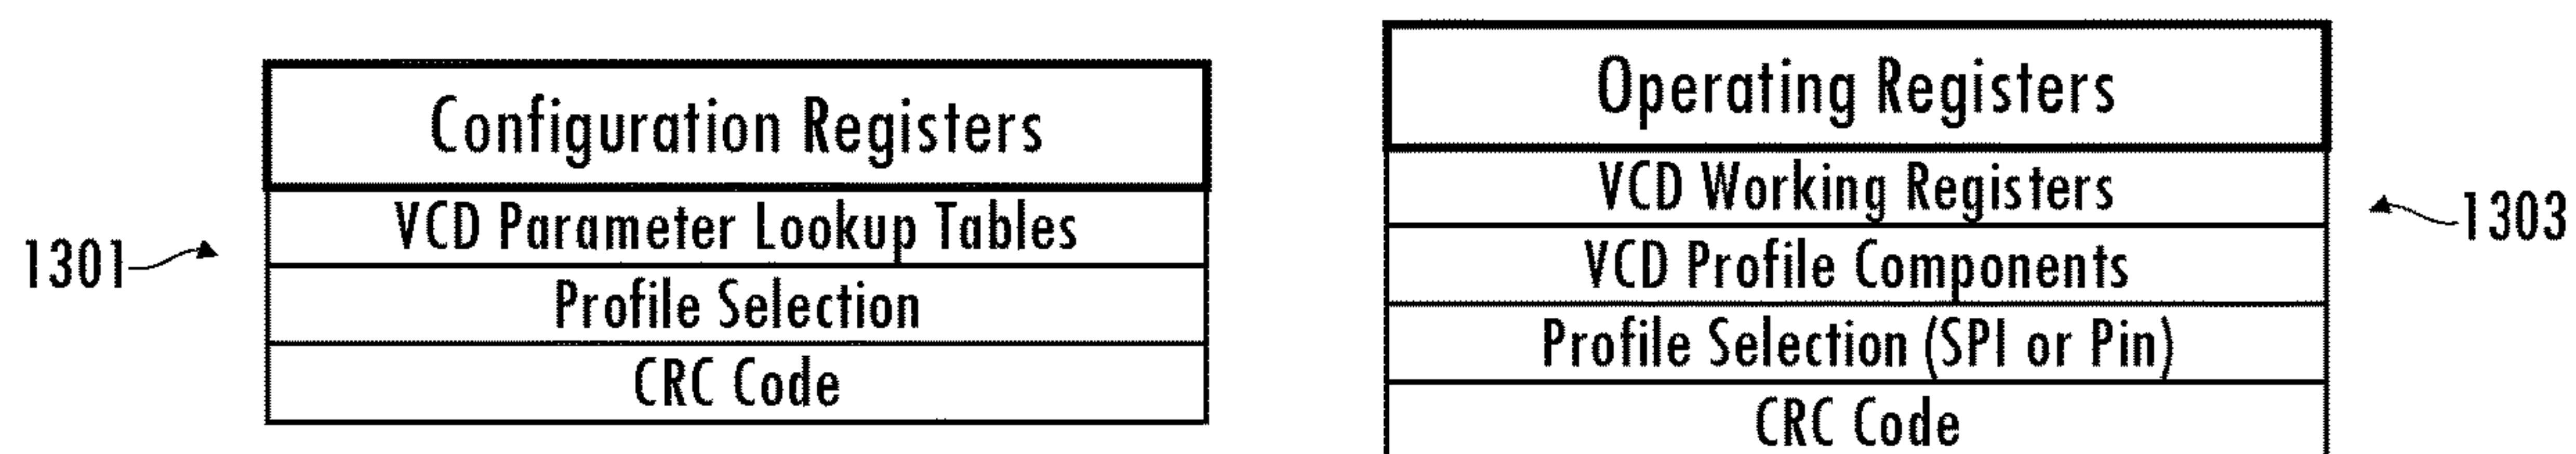 Configuration Registers
VCD Parameter Lookup Tables
Profile Selection
CRC Code
1301
Operating Registers
VCD Working Registers
VCD Profile Components
Profile Selection (SPI or Pin)
CRC Code
1303